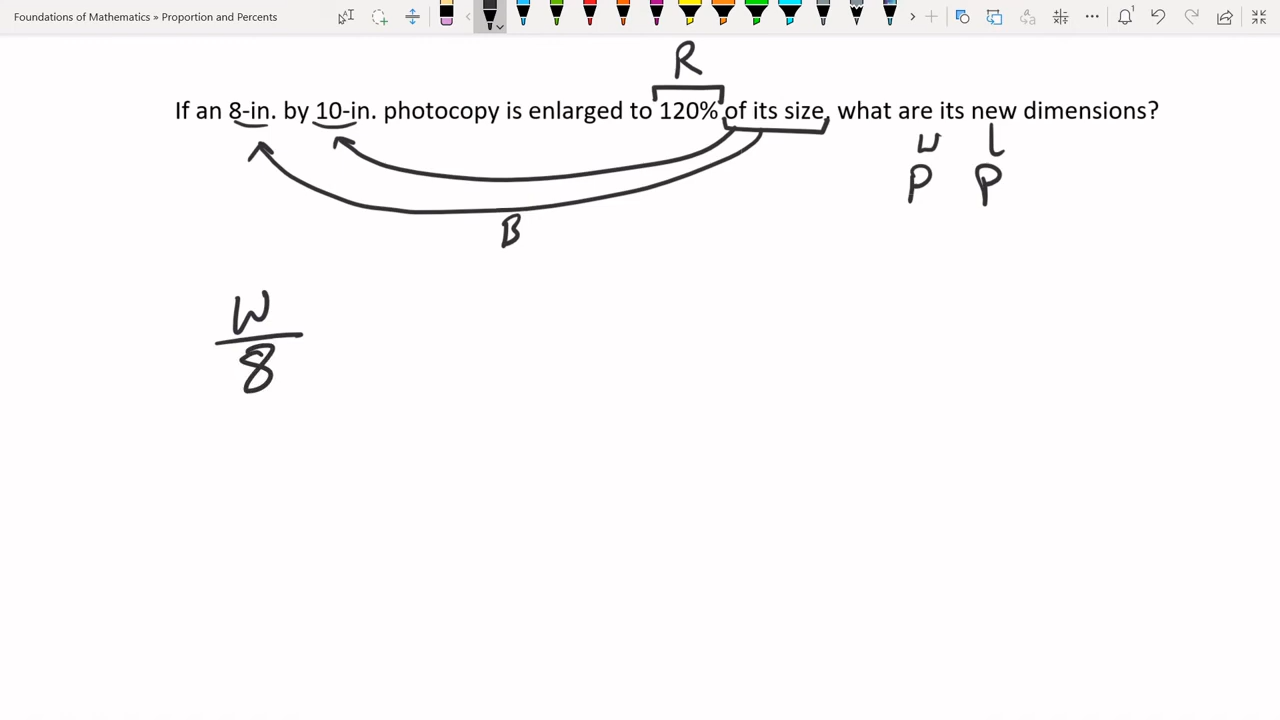 Foundations of Mathematics » Proportion and Percents
R
If an 8-in. by 10-in. photocopy is enlarged to 120% of its size, what are its new dimensions?
w l
P P
B
W
8